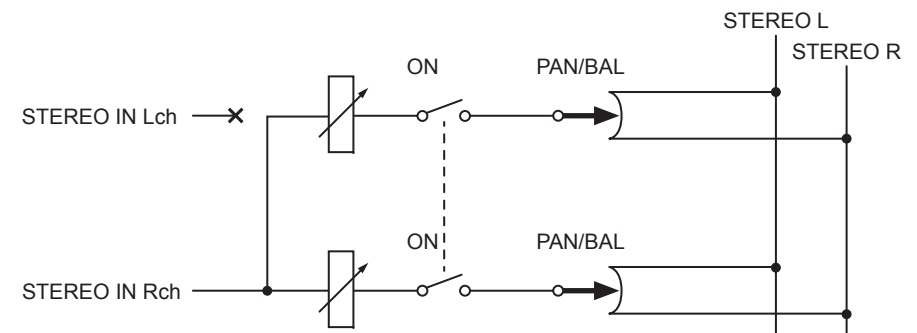 STEREO L
STEREO R
ON
PAN/BAL
STEREO IN Lch
ON
PAN/BAL
STEREO IN Rch